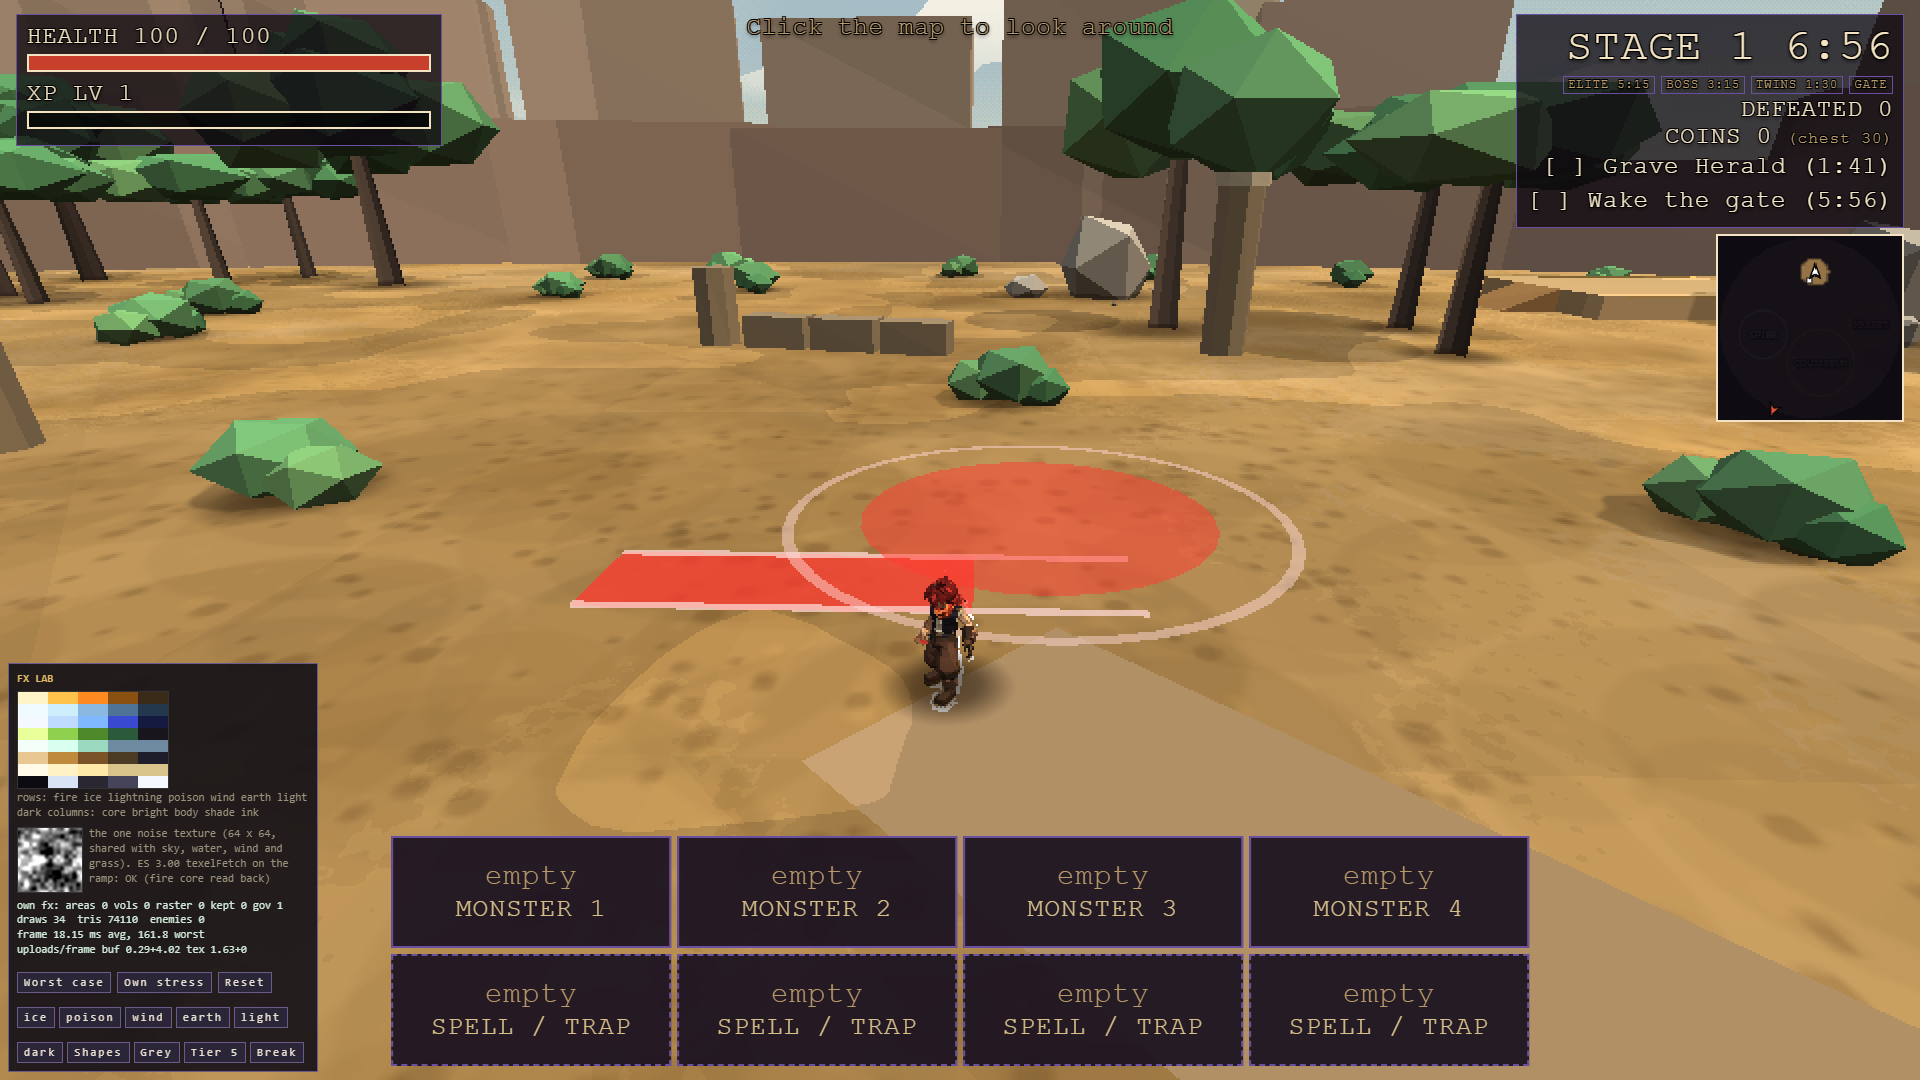 HEALTH 100 / 100
XP LV 1
Click the map to look around
STAGE 1 6:56
ELITE 5:15 BOSS 3:15 TWINS 1:30 GATE
DEFEATED 0
COINS 0 (chest 30)
[ ] Grave Herald (1:41)
[ ] Wake the gate (5:56)
FX LAB
rows: fire ice lightning poison wind earth light
dark columns: core bright body shade ink
the one noise texture (64 x 64,
shared with sky, water, wind and
grass). ES 3.00 texelFetch on the
ramp: OK (fire core read back)
own fx: areas 0 vols 0 raster 0 kept 0 gov 1
draws 34 tris 74110 enemies 0
frame 18.15 ms avg, 161.8 worst
uploads/frame buf 0.29+4.02 tex 1.63+0
Worst case Own stress Reset
ice poison wind earth light
dark Shapes Grey Tier 5 Break
empty
MONSTER 1
empty
MONSTER 2
empty
MONSTER 3
empty
MONSTER 4
empty
SPELL / TRAP
empty
SPELL / TRAP
empty
SPELL / TRAP
empty
SPELL / TRAP